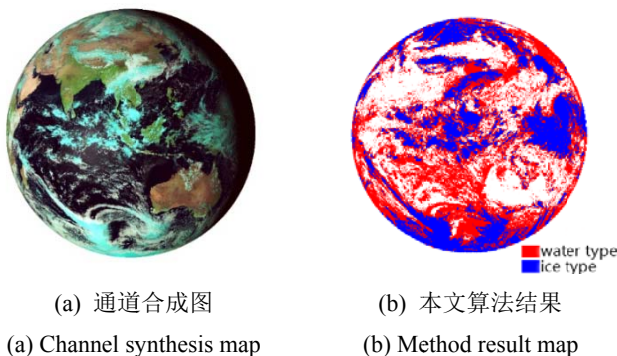 water type
ice type
(a) 通道合成图
(b) 本文算法结果
(a) Channel synthesis map
(b) Method result map